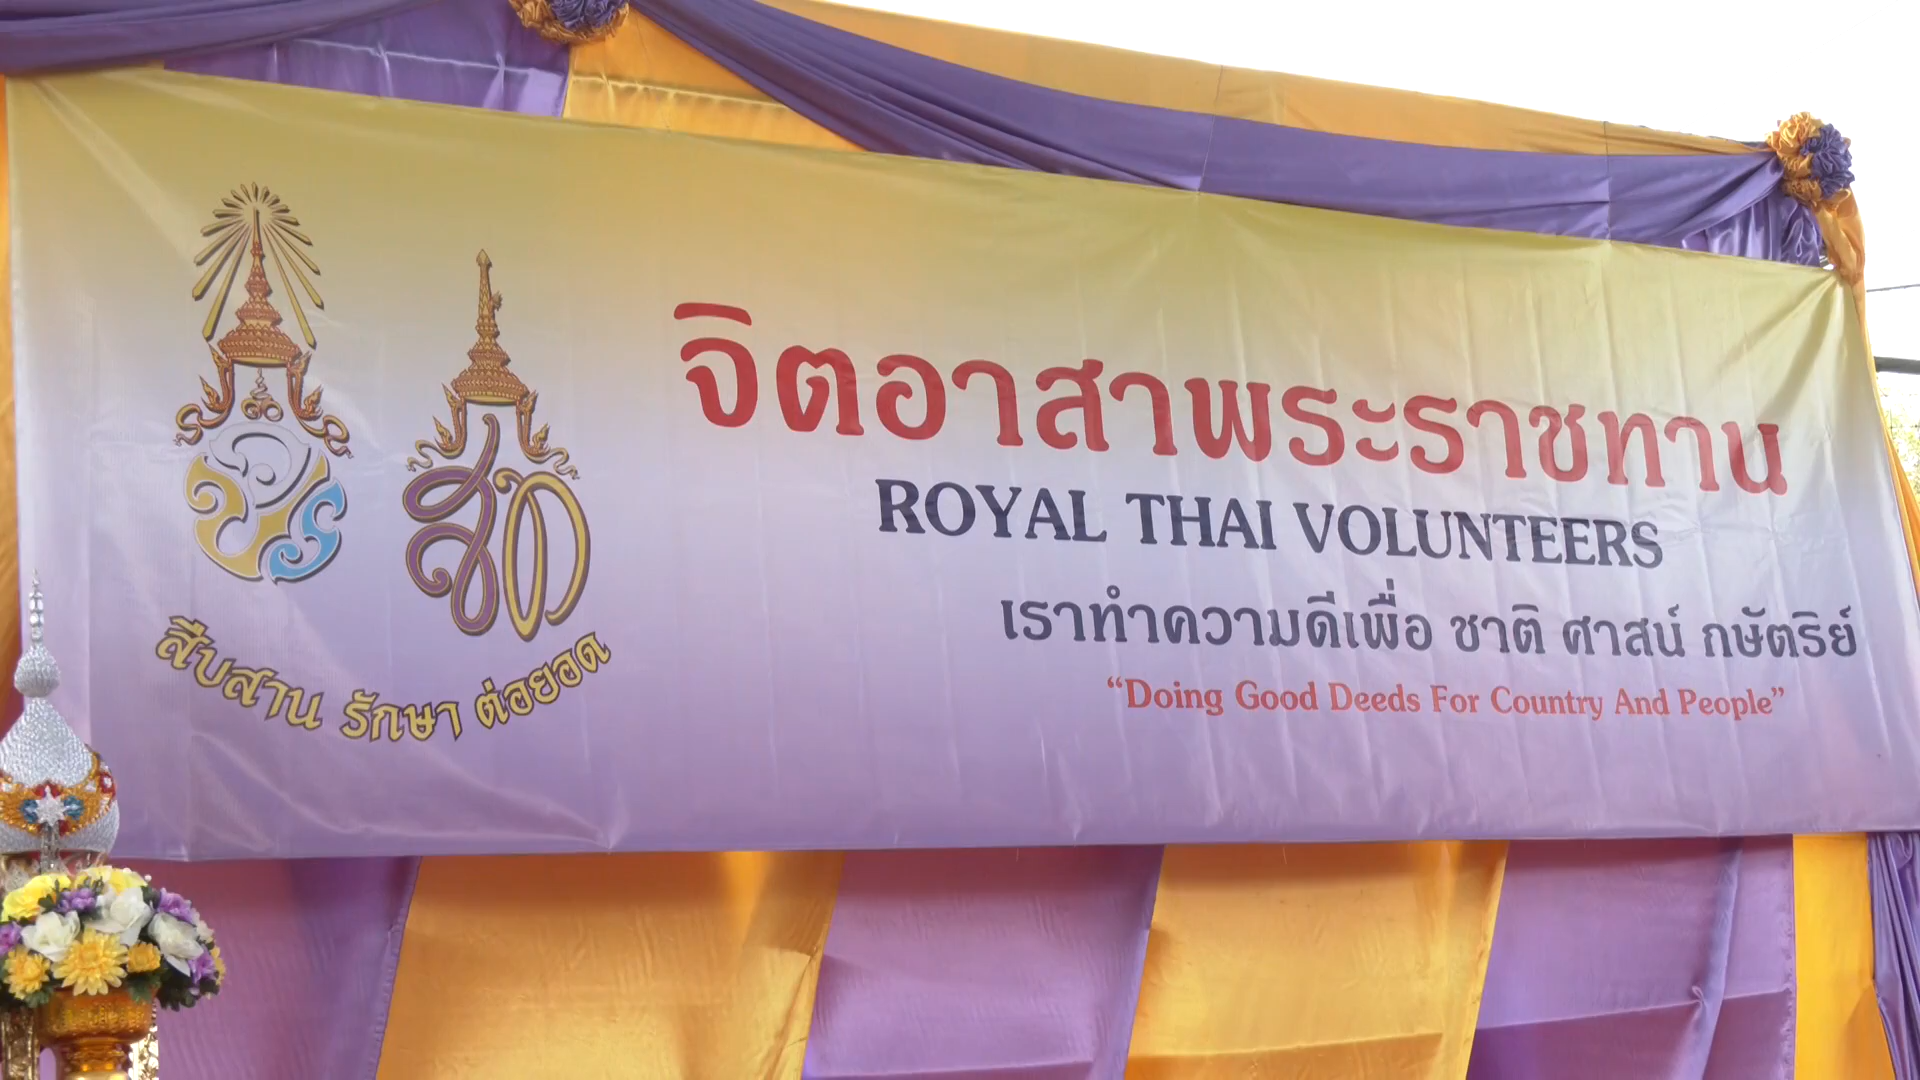 จิตอาสาพระราชทาน
ROYAL THAI VOLUNTEERS
เราทำความดีเพื่อ ชาติ ศาสน์ กษัตริย์
“Doing Good Deeds For Country And People”
สืบสาน รักษา ต่อยอด